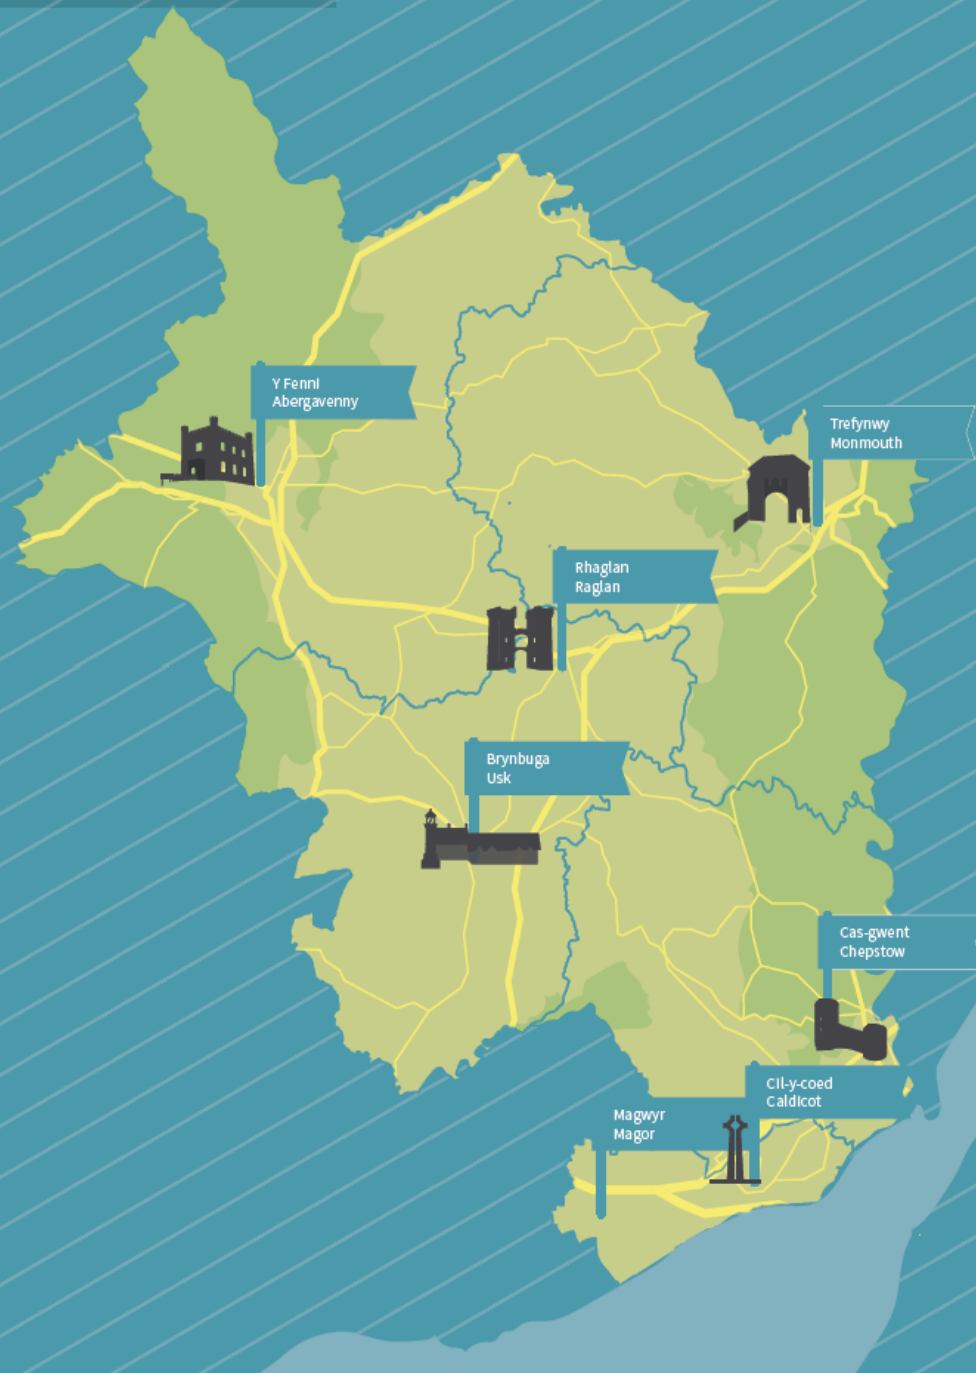 Y Fenni
Abergavenny
Trefynwy
Monmouth
Rhaglan
Raglan
Brynbuga
Usk
Cas-gwent
Chepstow
Cil-y-coed
Caldicot
Magwyr
Magor